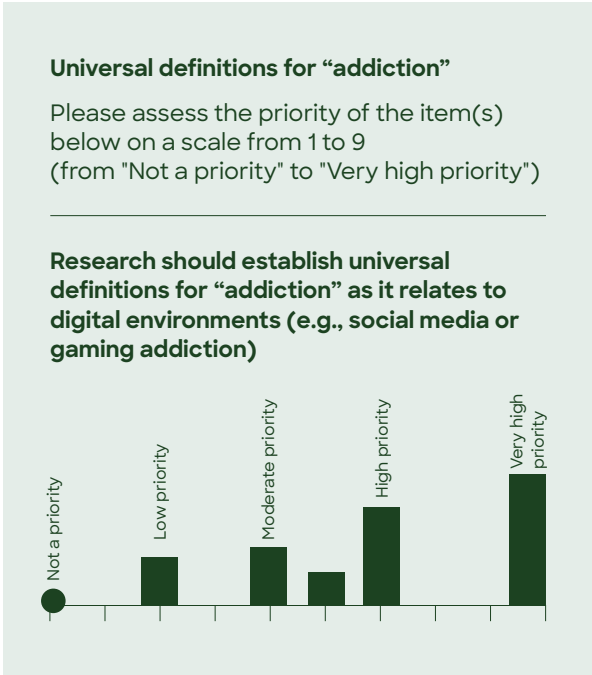 Universal definitions for “addiction”
Please assess the priority of the item(s)
below on a scale from 1 to 9
(from "Not a priority" to "Very high priority")
Research should establish universal
definitions for “addiction” as it relates to
digital environments (e.g., social media or
gaming addiction)
Not a priority
Low priority
Moderate priority
High priority
Very high
priority